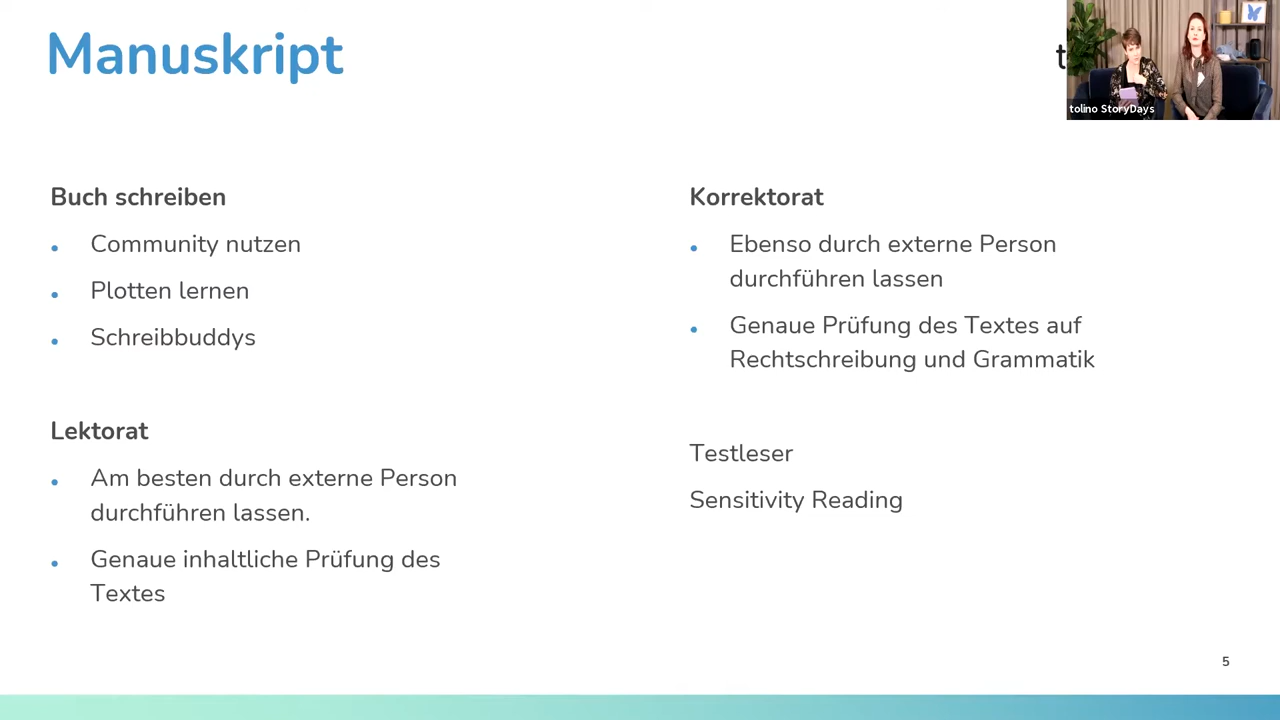 Manuskript
tolino StoryDays
Buch schreiben
Community nutzen
Plotten lernen
Schreibbuddys
Lektorat
Am besten durch externe Person
durchführen lassen.
Genaue inhaltliche Prüfung des
Textes
Korrektorat
Ebenso durch externe Person
durchführen lassen
Genaue Prüfung des Textes auf
Rechtschreibung und Grammatik
Testleser
Sensitivity Reading
5